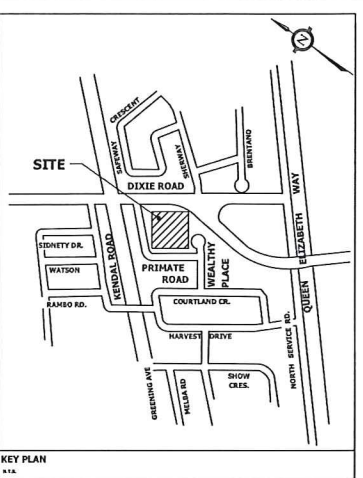 N
CRESCENT
SAFEWAY
SHERWAY
BRENTANO
SITE
DIXIE ROAD
QUEEN ELIZABETH WAY
SIDNETY DR.
KENDAL ROAD
WATSON
PRIMATE
ROAD
WEALTHY
PLACE
RAMBO RD.
COURTLAND CR.
HARVEST DRIVE
NORTH SERVICE RD.
GREENING AVE
MELBA RD
SHOW
CRES.
KEY PLAN
N.T.S.